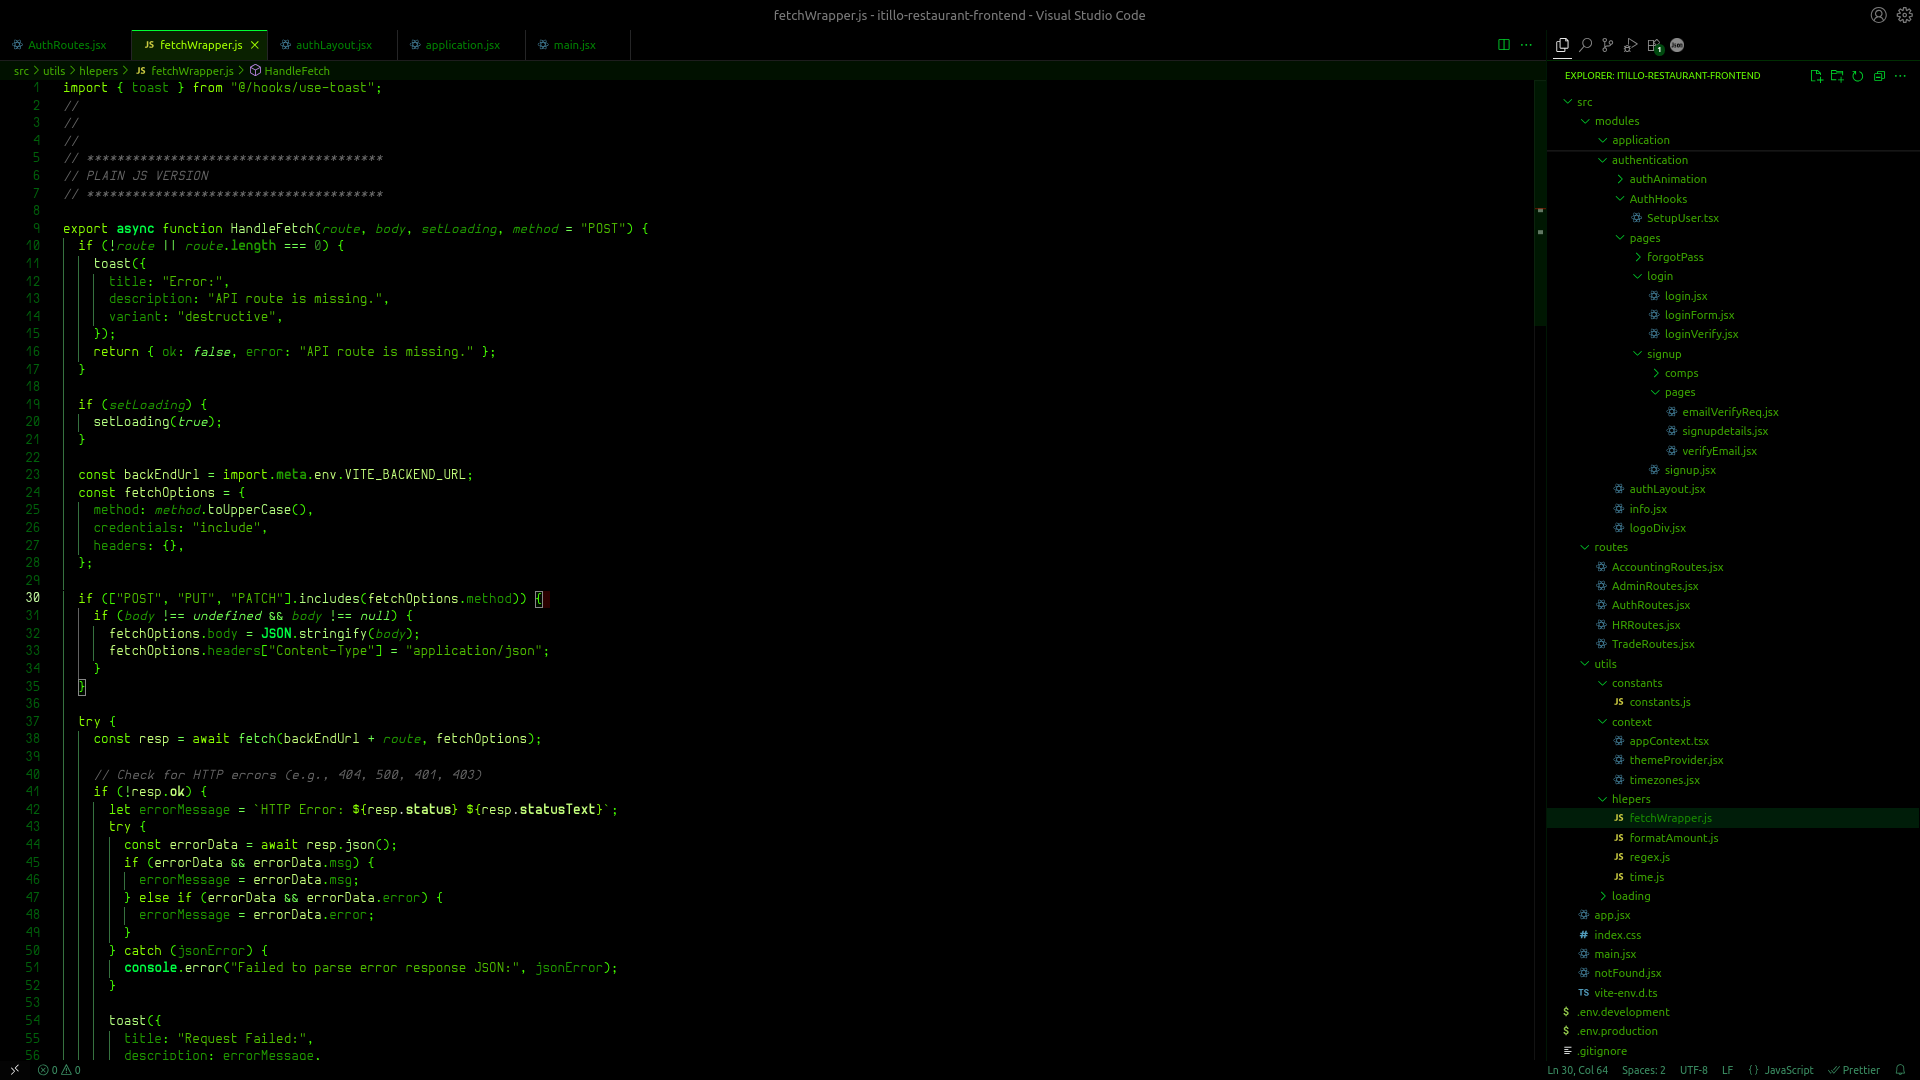 fetchWrapper.js - itillo-restaurant-frontend - Visual Studio Code
AuthRoutes.jsx
JS fetchWrapper.js
authLayout.jsx
application.jsx
main.jsx
src > utils > hlepers > JS fetchWrapper.js > HandleFetch
1 import { toast } from "@/hooks/use-toast";
2 //
3 //
4 //
5 // ***************************************
6 // PLAIN JS VERSION
7 // ***************************************
8
9 export async function HandleFetch(route, body, setLoading, method = "POST") {
10 if (!route || route.length === 0) {
11 toast({
12 title: "Error:",
13 description: "API route is missing.",
14 variant: "destructive",
15 });
16 return { ok: false, error: "API route is missing." };
17 }
18
19 if (setLoading) {
20 setLoading(true);
21 }
22
23 const backEndUrl = import.meta.env.VITE_BACKEND_URL;
24 const fetchOptions = {
25 method: method.toUpperCase(),
26 credentials: "include",
27 headers: {},
28 };
29
30 if (["POST", "PUT", "PATCH"].includes(fetchOptions.method)) {
31 if (body !== undefined && body !== null) {
32 fetchOptions.body = JSON.stringify(body);
33 fetchOptions.headers["Content-Type"] = "application/json";
34 }
35 }
36
37 try {
38 const resp = await fetch(backEndUrl + route, fetchOptions);
39
40 // Check for HTTP errors (e.g., 404, 500, 401, 403)
41 if (!resp.ok) {
42 let errorMessage = `HTTP Error: ${resp.status} ${resp.statusText}`;
43 try {
44 const errorData = await resp.json();
45 if (errorData && errorData.msg) {
46 errorMessage = errorData.msg;
47 } else if (errorData && errorData.error) {
48 errorMessage = errorData.error;
49 }
50 } catch (jsonError) {
51 console.error("Failed to parse error response JSON:", jsonError);
52 }
53
54 toast({
55 title: "Request Failed:",
56 description: errorMessage,
1
JSON
EXPLORER: ITILLO-RESTAURANT-FRONTEND
src
modules
application
authentication
authAnimation
AuthHooks
SetupUser.tsx
pages
forgotPass
login
login.jsx
loginForm.jsx
loginVerify.jsx
signup
comps
pages
emailVerifyReq.jsx
signupdetails.jsx
verifyEmail.jsx
signup.jsx
authLayout.jsx
info.jsx
logoDiv.jsx
routes
AccountingRoutes.jsx
AdminRoutes.jsx
AuthRoutes.jsx
HRRoutes.jsx
TradeRoutes.jsx
utils
constants
JS constants.js
context
appContext.tsx
themeProvider.jsx
timezones.jsx
hlepers
JS fetchWrapper.js
JS formatAmount.js
JS regex.js
JS time.js
loading
app.jsx
# index.css
main.jsx
notFound.jsx
TS vite-env.d.ts
$ .env.development
$ .env.production
.gitignore
0 0
Ln 30, Col 64 Spaces: 2 UTF-8 LF {} JavaScript Prettier